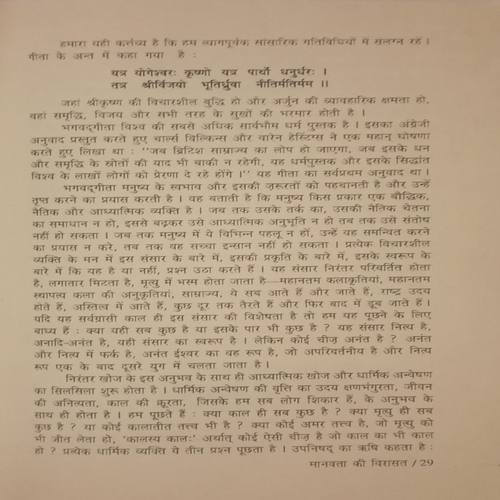 हमारा यही कर्त्तव्य है कि हम त्यागपूर्वक सांसारिक गतिविधियों में सलग्न रहें।
गीता के अन्त में कहा गया है :
यत्र योगेश्वरः कृष्णो यत्र पार्थो धनुर्धरः ।
तत्र श्रीर्विजयो भूतिर्ध्रुवा नीतिर्मतिर्मम ॥
जहां श्रीकृष्ण की विचारशील बुद्धि हो और अर्जुन की व्यावहारिक क्षमता हो,
वहां समृद्धि, विजय और सभी तरह के सुखों की भरमार होती है।
भगवद्गीता विश्व की सबसे अधिक सार्वभौम धर्म पुस्तक है। इसका अंग्रेजी
अनुवाद प्रस्तुत करते हुए चार्ल्स विल्किन्स और वारेन हेस्टिंग्स ने एक महान् घोषणा
करते हुए लिखा था : ''जब ब्रिटिश साम्राज्य का लोप हो जाएगा, जब इसके धन
और समृद्धि के स्रोतों की याद भी बाकी न रहेगी, यह धर्मपुस्तक और इसके सिद्धांत
विश्व के लाखों लोगों को प्रेरणा दे रहे होंगे।'' यह गीता का सर्वप्रथम अनुवाद था।
भगवद्गीता मनुष्य के स्वभाव और इसकी ज़रूरतों को पहचानती है और उन्हें
तृप्त करने का प्रयास करती है। वह बताती है कि मनुष्य किस प्रकार एक बौद्धिक,
नैतिक और आध्यात्मिक व्यक्ति है। जब तक उसके तर्क का, उसकी नैतिक चेतना
का समाधान न हो, इससे बढ़कर उसे आध्यात्मिक अनुभूति न हो तब तक उसे संतोष
नहीं हो सकता। जब तक मनुष्य में ये विभिन्न पहलू न हों, उन्हें यह समन्वित करने
का प्रयास न करे, तब तक वह सच्चा इन्सान नहीं हो सकता। प्रत्येक विचारशील
व्यक्ति के मन में इस संसार के बारे में, इसकी प्रकृति के बारे में, इसके स्वरूप के
बारे में कि यह है या नहीं, प्रश्न उठा करते हैं। यह संसार निरंतर परिवर्तित होता
है, लगातार मिटता है, मृत्यु में भस्म होता जाता है—महानतम कलाकृतियां, महानतम
स्थापत्य कला की अनुकृतियां, साम्राज्य, ये सब आते हैं और जाते हैं, राष्ट्र उदय
होते हैं, अस्तित्व में आते हैं, कुछ दूर तक तैरते हैं और फिर बाद में डूब जाते हैं।
यदि यह सर्वग्रासी काल ही इस संसार की विशेषता है तो हम यह पूछने के लिए
बाध्य हैं : क्या यही सब कुछ है या इसके पार भी कुछ है ? यह संसार नित्य है,
अनादि-अनंत है, यही संसार का स्वरूप है। लेकिन कोई चीज़ अनंत है ? अनंत
और नित्य में फर्क है, अनंत ईश्वर का वह रूप है, जो अपरिवर्तनीय है और नित्य
रूप एक के बाद दूसरे युग में चलता जाता है।
निरंतर खोज के इस अनुभव के साथ ही आध्यात्मिक खोज और धार्मिक अन्वेषण
का सिलसिला शुरू होता है। धार्मिक अन्वेषण की वृत्ति का उदय क्षणभंगुरता, जीवन
की अनित्यता, काल की क्रूरता, जिसके हम सब लोग शिकार हैं, के अनुभव के
साथ ही होता है। हम पूछते हैं : क्या काल ही सब कुछ है ? क्या मृत्यु ही सब
कुछ है ? या कोई कालातीत तत्त्व भी है ? क्या कोई अमर तत्त्व है, जो मृत्यु को
भी जीत लेता हो, 'कालस्य कालः' अर्थात् कोई ऐसी चीज़ है जो काल का भी काल
हो ? प्रत्येक धार्मिक व्यक्ति ये तीन प्रश्न पूछता है। उपनिषद् का ऋषि कहता है :
मानवता की विरासत / 29